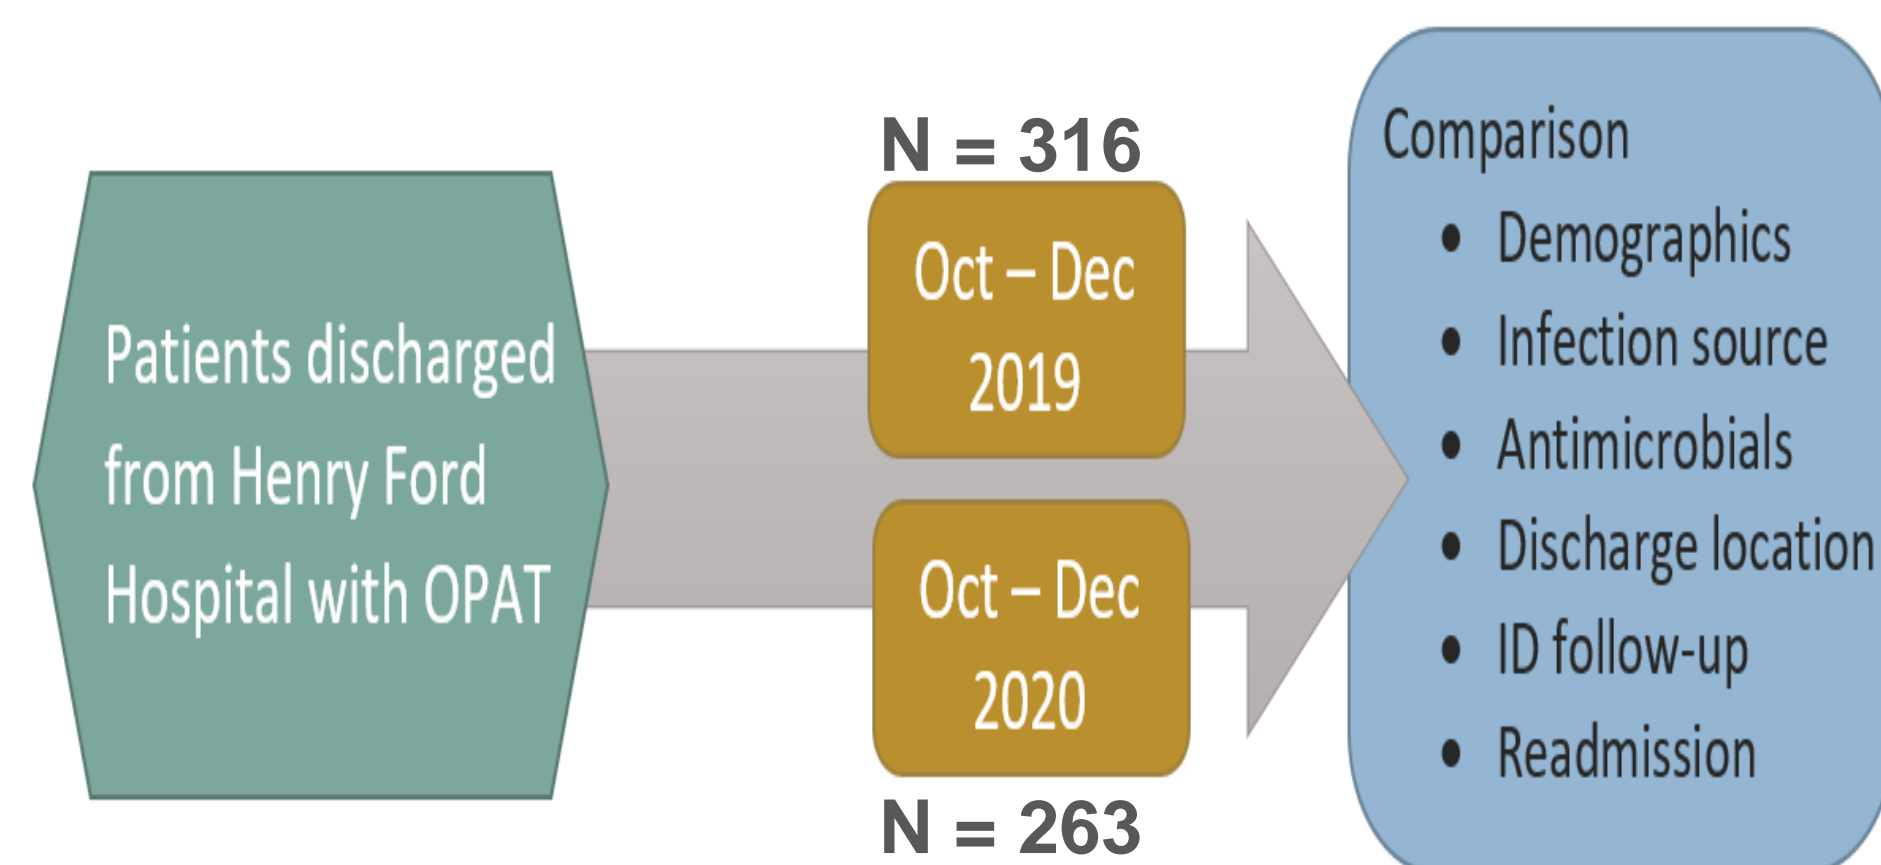 Patients discharged
from Henry Ford
Hospital with OPAT
N = 316
Oct – Dec
2019
Oct – Dec
2020
N = 263
Comparison
• Demographics
• Infection source
• Antimicrobials
• Discharge location
• ID follow-up
• Readmission